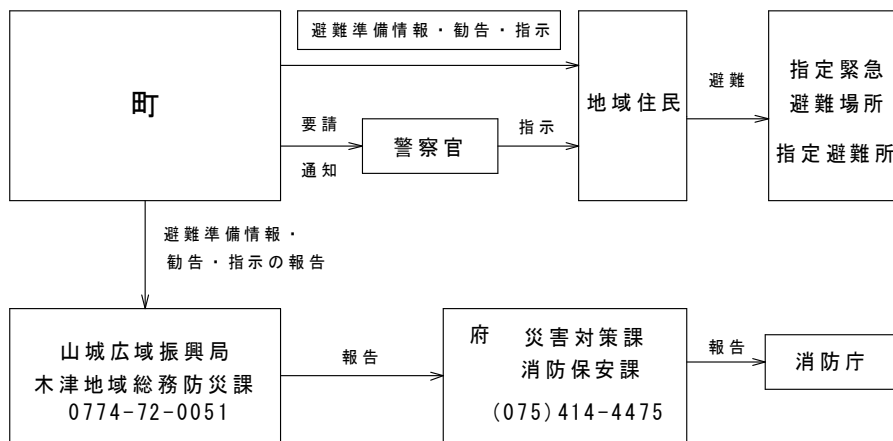 避難準備情報・勧告・指示
町
地域住民
避難
指定緊急
避難場所
指定避難所
要請
通知
警察官
指示
避難準備情報・
勧告・指示の報告
山城広域振興局
木津地域総務防災課
0774-72-0051
報告
府 災害対策課
消防保安課
(075)414-4475
報告
消防庁